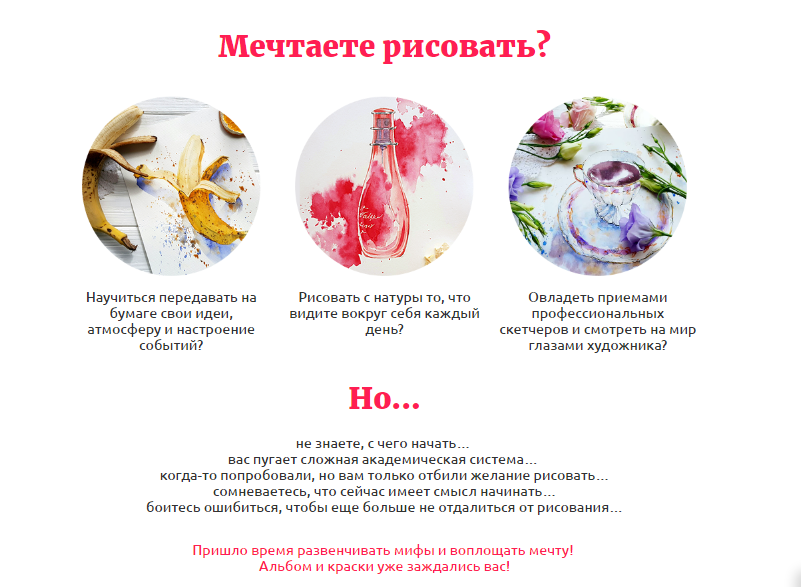 Мечтаете рисовать?
Научиться передавать на
бумаге свои идеи,
атмосферу и настроение
событий?
Рисовать с натуры то, что
видите вокруг себя каждый
день?
Овладеть приемами
профессиональных
скетчеров и смотреть на мир
глазами художника?
Но...
не знаете, с чего начать...
вас пугает сложная академическая система...
когда-то попробовали, но вам только отбили желание рисовать...
сомневаетесь, что сейчас имеет смысл начинать...
боитесь ошибиться, чтобы еще больше не отдалиться от рисования...
Пришло время развенчивать мифы и воплощать мечту!
Альбом и краски уже заждались вас!